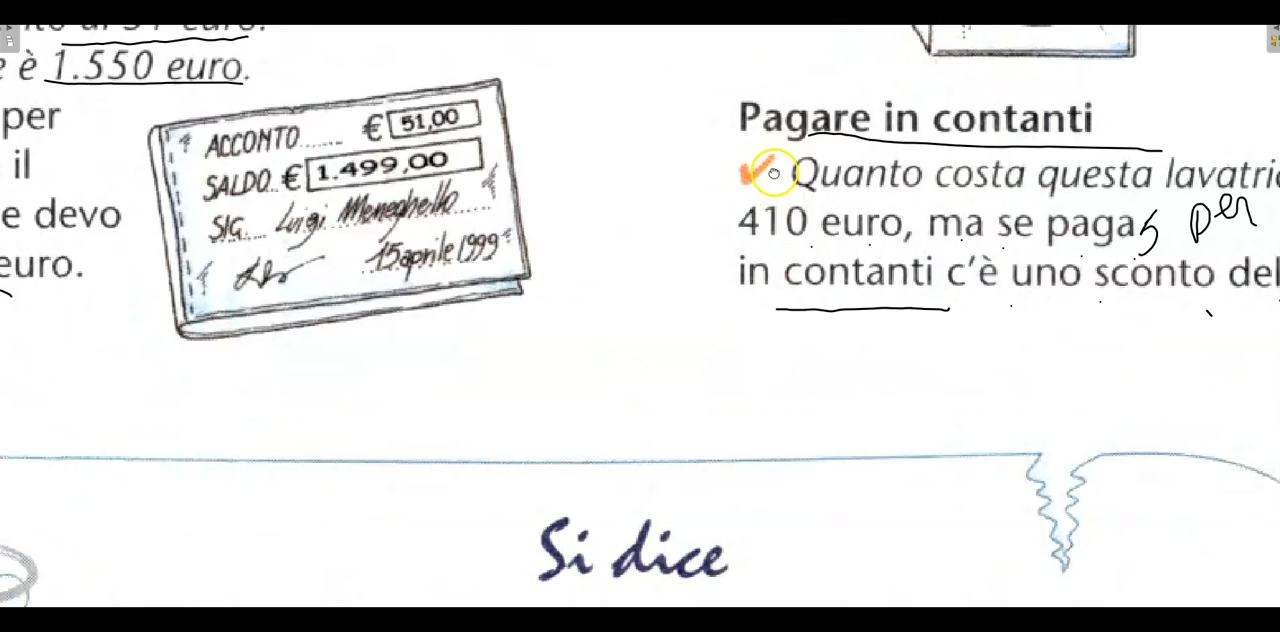 è 1.550 euro.
per
il
e devo
euro.
ACCONTO...... € 51,00
SALDO.. € 1.499,00
SIG.... Luigi Meneghello......
15 aprile 1999
Pagare in contanti
Quanto costa questa lavatri
410 euro, ma se paga
5 per
in contanti c'è uno sconto del
Si dice